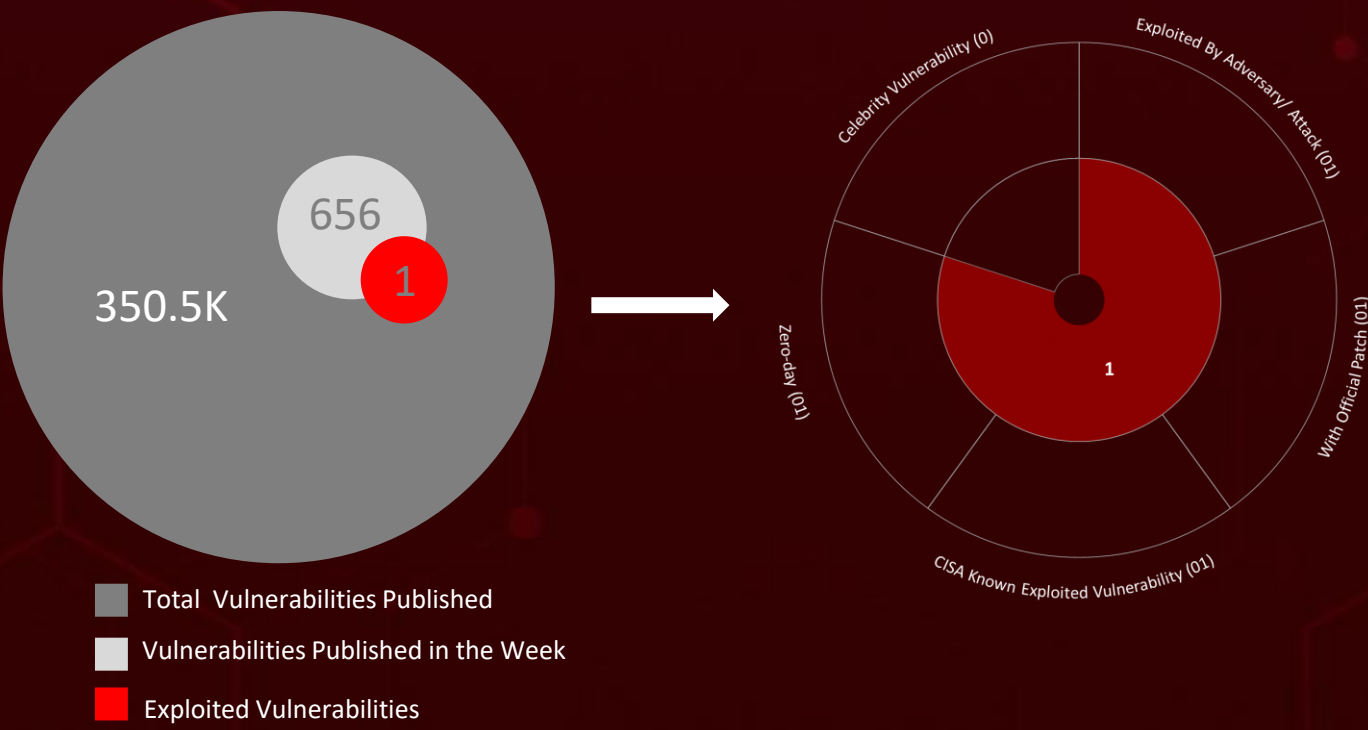 350.5K
656
1
Total Vulnerabilities Published
Vulnerabilities Published in the Week
Exploited Vulnerabilities
Celebrity Vulnerability (0)
Exploited By Adversary/ Attack (01)
With Official Patch (01)
CISA Known Exploited Vulnerability (01)
Zero-day (01)
1